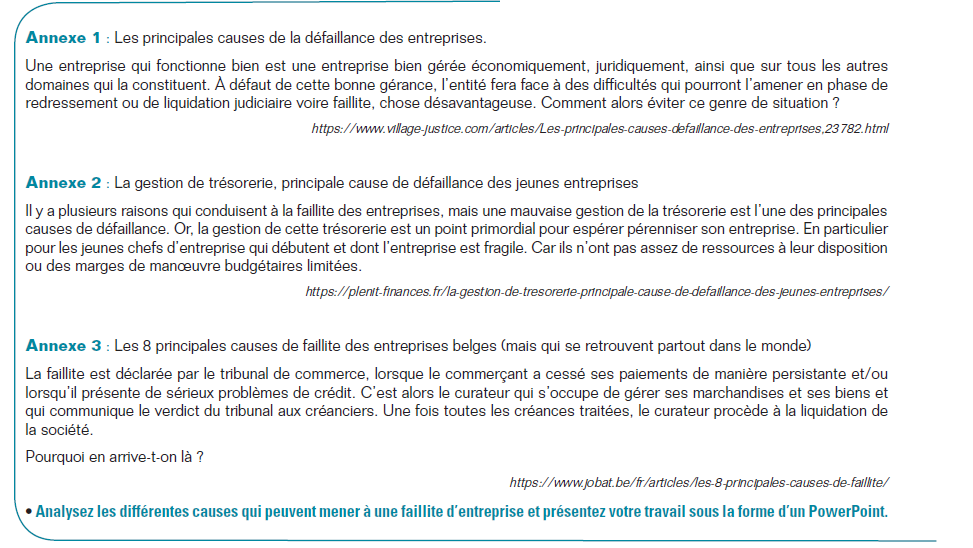 Annexe 1 : Les principales causes de la défaillance des entreprises.
Une entreprise qui fonctionne bien est une entreprise bien gérée économiquement, juridiquement, ainsi que sur tous les autres
domaines qui la constituent. À défaut de cette bonne gérance, l'entité fera face à des difficultés qui pourront l'amener en phase de
redressement ou de liquidation judiciaire voire faillite, chose désavantageuse. Comment alors éviter ce genre de situation ?
https://www.village-justice.com/articles/Les-principales-causes-defaillance-des-entreprises,23782.html
Annexe 2 : La gestion de trésorerie, principale cause de défaillance des jeunes entreprises
Il y a plusieurs raisons qui conduisent à la faillite des entreprises, mais une mauvaise gestion de la trésorerie est l'une des principales
causes de défaillance. Or, la gestion de cette trésorerie est un point primordial pour espérer pérenniser son entreprise. En particulier
pour les jeunes chefs d'entreprise qui débutent et dont l'entreprise est fragile. Car ils n'ont pas assez de ressources à leur disposition
ou des marges de manœuvre budgétaires limitées.
https://plenit-finances.fr/la-gestion-de-tresorerie-principale-cause-de-defaillance-des-jeunes-entreprises/
Annexe 3 : Les 8 principales causes de faillite des entreprises belges (mais qui se retrouvent partout dans le monde)
La faillite est déclarée par le tribunal de commerce, lorsque le commerçant a cessé ses paiements de manière persistante et/ou
lorsqu'il présente de sérieux problèmes de crédit. C'est alors le curateur qui s'occupe de gérer ses marchandises et ses biens et
qui communique le verdict du tribunal aux créanciers. Une fois toutes les créances traitées, le curateur procède à la liquidation de
la société.
Pourquoi en arrive-t-on là ?
https://www.jobat.be/fr/articles/les-8-principales-causes-de-faillite/
• Analysez les différentes causes qui peuvent mener à une faillite d'entreprise et présentez votre travail sous la forme d'un PowerPoint.